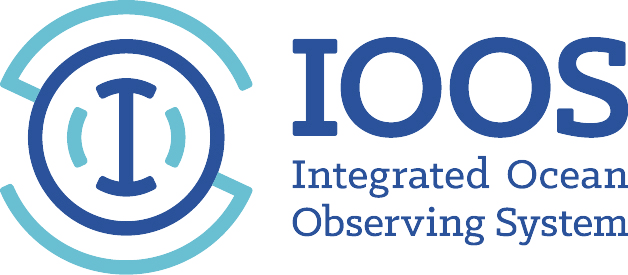 IOOS
Integrated Ocean
Observing System